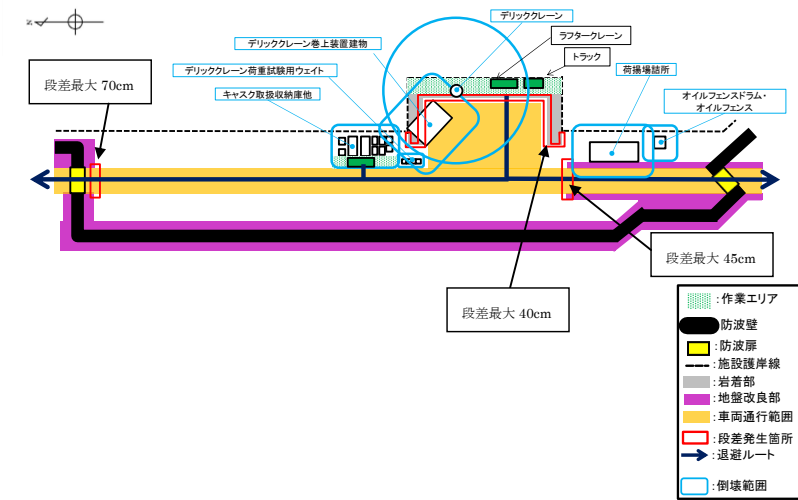 N
デリッククレーン
デリッククレーン巻上装置建物
ラフタークレーン
トラック
デリッククレーン荷重試験用ウェイト
荷揚場詰所
キャスク取扱収納庫他
オイルフェンスドラム・
オイルフェンス
段差最大 70cm
段差最大 45cm
段差最大 40cm
:作業エリア
:防波壁
:防波扉
:施設護岸線
:岩着部
:地盤改良部
:車両通行範囲
:段差発生箇所
:退避ルート
:倒壊範囲